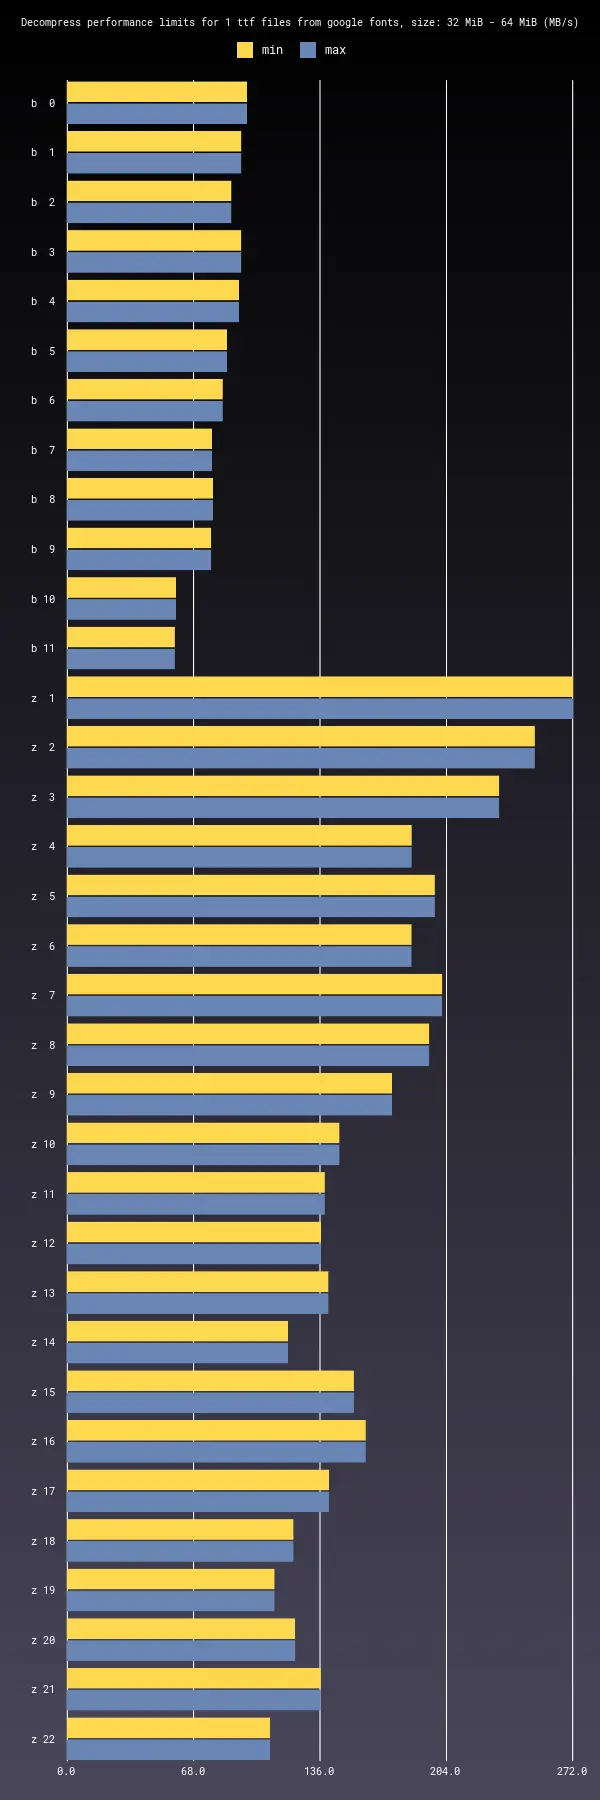 Decompress performance limits for 1 ttf files from google fonts, size: 32 MiB - 64 MiB (MB/s)
min max
b 0
b 1
b 2
b 3
b 4
b 5
b 6
b 7
b 8
b 9
b 10
b 11
z 1
z 2
z 3
z 4
z 5
z 6
z 7
z 8
z 9
z 10
z 11
z 12
z 13
z 14
z 15
z 16
z 17
z 18
z 19
z 20
z 21
z 22
0.0 68.0 136.0 204.0 272.0